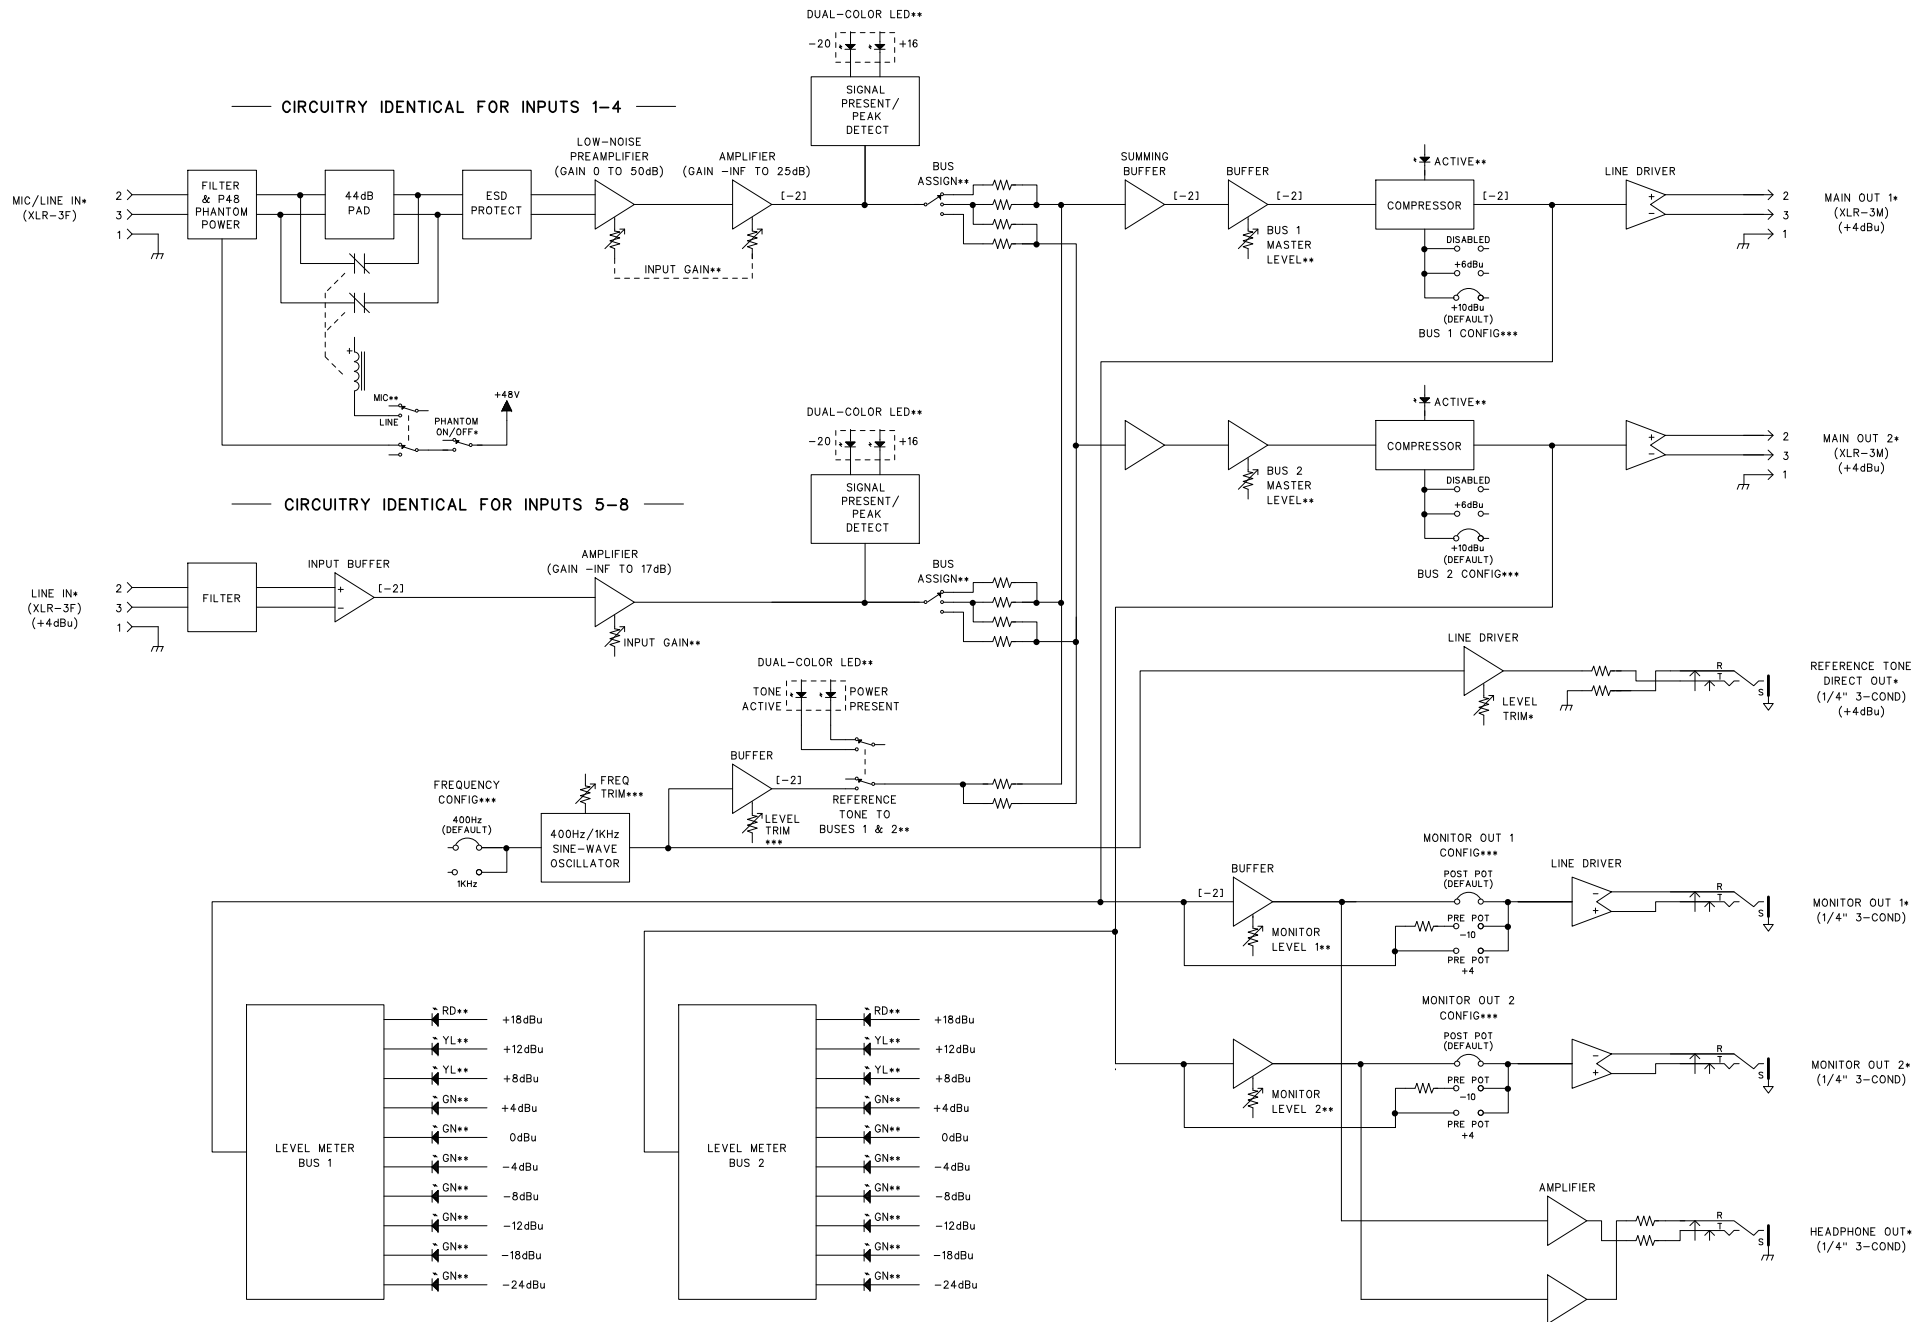 DUAL-COLOR LED**
-20
+16
SIGNAL
PRESENT/
PEAK
DETECT
CIRCUITRY IDENTICAL FOR INPUTS 1-4
LOW-NOISE
PREAMPLIFIER
(GAIN 0 TO 50dB)
AMPLIFIER
(GAIN -INF TO 25dB)
[-2]
MIC/LINE IN*
(XLR-3F)
2
3
1
FILTER
& P48
PHANTOM
POWER
44dB
PAD
ESD
PROTECT
INPUT GAIN**
BUS
ASSIGN**
SUMMING
BUFFER
[-2]
BUFFER
[-2]
BUS 1
MASTER
LEVEL**
ACTIVE**
COMPRESSOR
[-2]
DISABLED
+6dBu
+10dBu
(DEFAULT)
BUS 1 CONFIG***
LINE DRIVER
+
-
2
3
1
MAIN OUT 1*
(XLR-3M)
(+4dBu)
+
MIC**
LINE
PHANTOM
ON/OFF*
+48V
DUAL-COLOR LED**
-20
+16
SIGNAL
PRESENT/
PEAK
DETECT
BUS 2
MASTER
LEVEL**
ACTIVE**
COMPRESSOR
DISABLED
+6dBu
+10dBu
(DEFAULT)
BUS 2 CONFIG***
+
-
2
3
1
MAIN OUT 2*
(XLR-3M)
(+4dBu)
CIRCUITRY IDENTICAL FOR INPUTS 5-8
LINE IN*
(XLR-3F)
(+4dBu)
2
3
1
FILTER
INPUT BUFFER
+
-
[-2]
AMPLIFIER
(GAIN -INF TO 17dB)
INPUT GAIN**
BUS
ASSIGN**
DUAL-COLOR LED**
TONE
ACTIVE
POWER
PRESENT
LINE DRIVER
LEVEL
TRIM*
R
T
S
REFERENCE TONE
DIRECT OUT*
(1/4" 3-COND)
(+4dBu)
FREQUENCY
CONFIG***
400Hz
(DEFAULT)
1KHz
FREQ
TRIM***
400Hz/1KHz
SINE-WAVE
OSCILLATOR
BUFFER
[-2]
LEVEL
TRIM
***
REFERENCE
TONE TO
BUSES 1 & 2**
BUFFER
[-2]
MONITOR
LEVEL 1**
MONITOR OUT 1
CONFIG***
POST POT
(DEFAULT)
PRE POT
-10
PRE POT
+4
LINE DRIVER
-
+
R
T
S
MONITOR OUT 1*
(1/4" 3-COND)
MONITOR
LEVEL 2**
MONITOR OUT 2
CONFIG***
POST POT
(DEFAULT)
PRE POT
-10
PRE POT
+4
-
+
R
T
S
MONITOR OUT 2*
(1/4" 3-COND)
LEVEL METER
BUS 1
RD** +18dBu
YL** +12dBu
YL** +8dBu
GN** +4dBu
GN** 0dBu
GN** -4dBu
GN** -8dBu
GN** -12dBu
GN** -18dBu
GN** -24dBu
LEVEL METER
BUS 2
RD** +18dBu
YL** +12dBu
YL** +8dBu
GN** +4dBu
GN** 0dBu
GN** -4dBu
GN** -8dBu
GN** -12dBu
GN** -18dBu
GN** -24dBu
AMPLIFIER
R
T
S
HEADPHONE OUT*
(1/4" 3-COND)